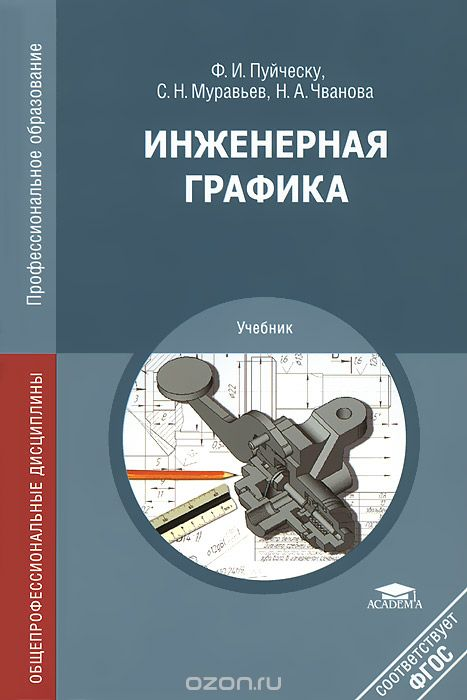 Ф. И. Пуйческу,
С. Н. Муравьев, Н. А. Чванова
ИНЖЕНЕРНАЯ
ГРАФИКА
Учебник
Профессиональное образование
ОБЩЕПРОФЕССИОНАЛЬНЫЕ ДИСЦИПЛИНЫ
ACADEMA
соответствует
ФГОС
ozon.ru